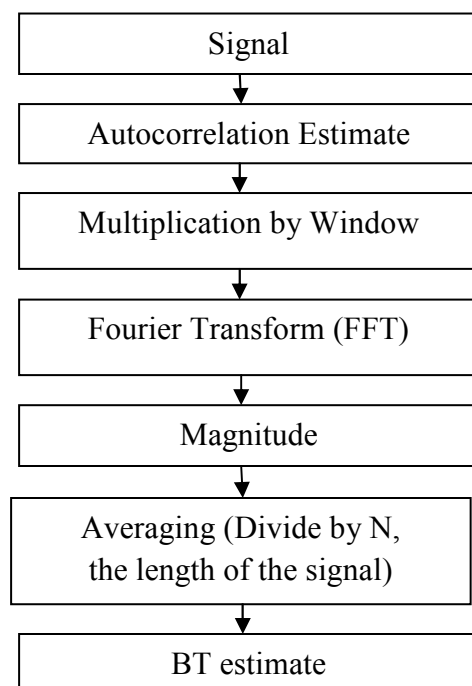 Signal
Autocorrelation Estimate
Multiplication by Window
Fourier Transform (FFT)
Magnitude
Averaging (Divide by N,
the length of the signal)
BT estimate